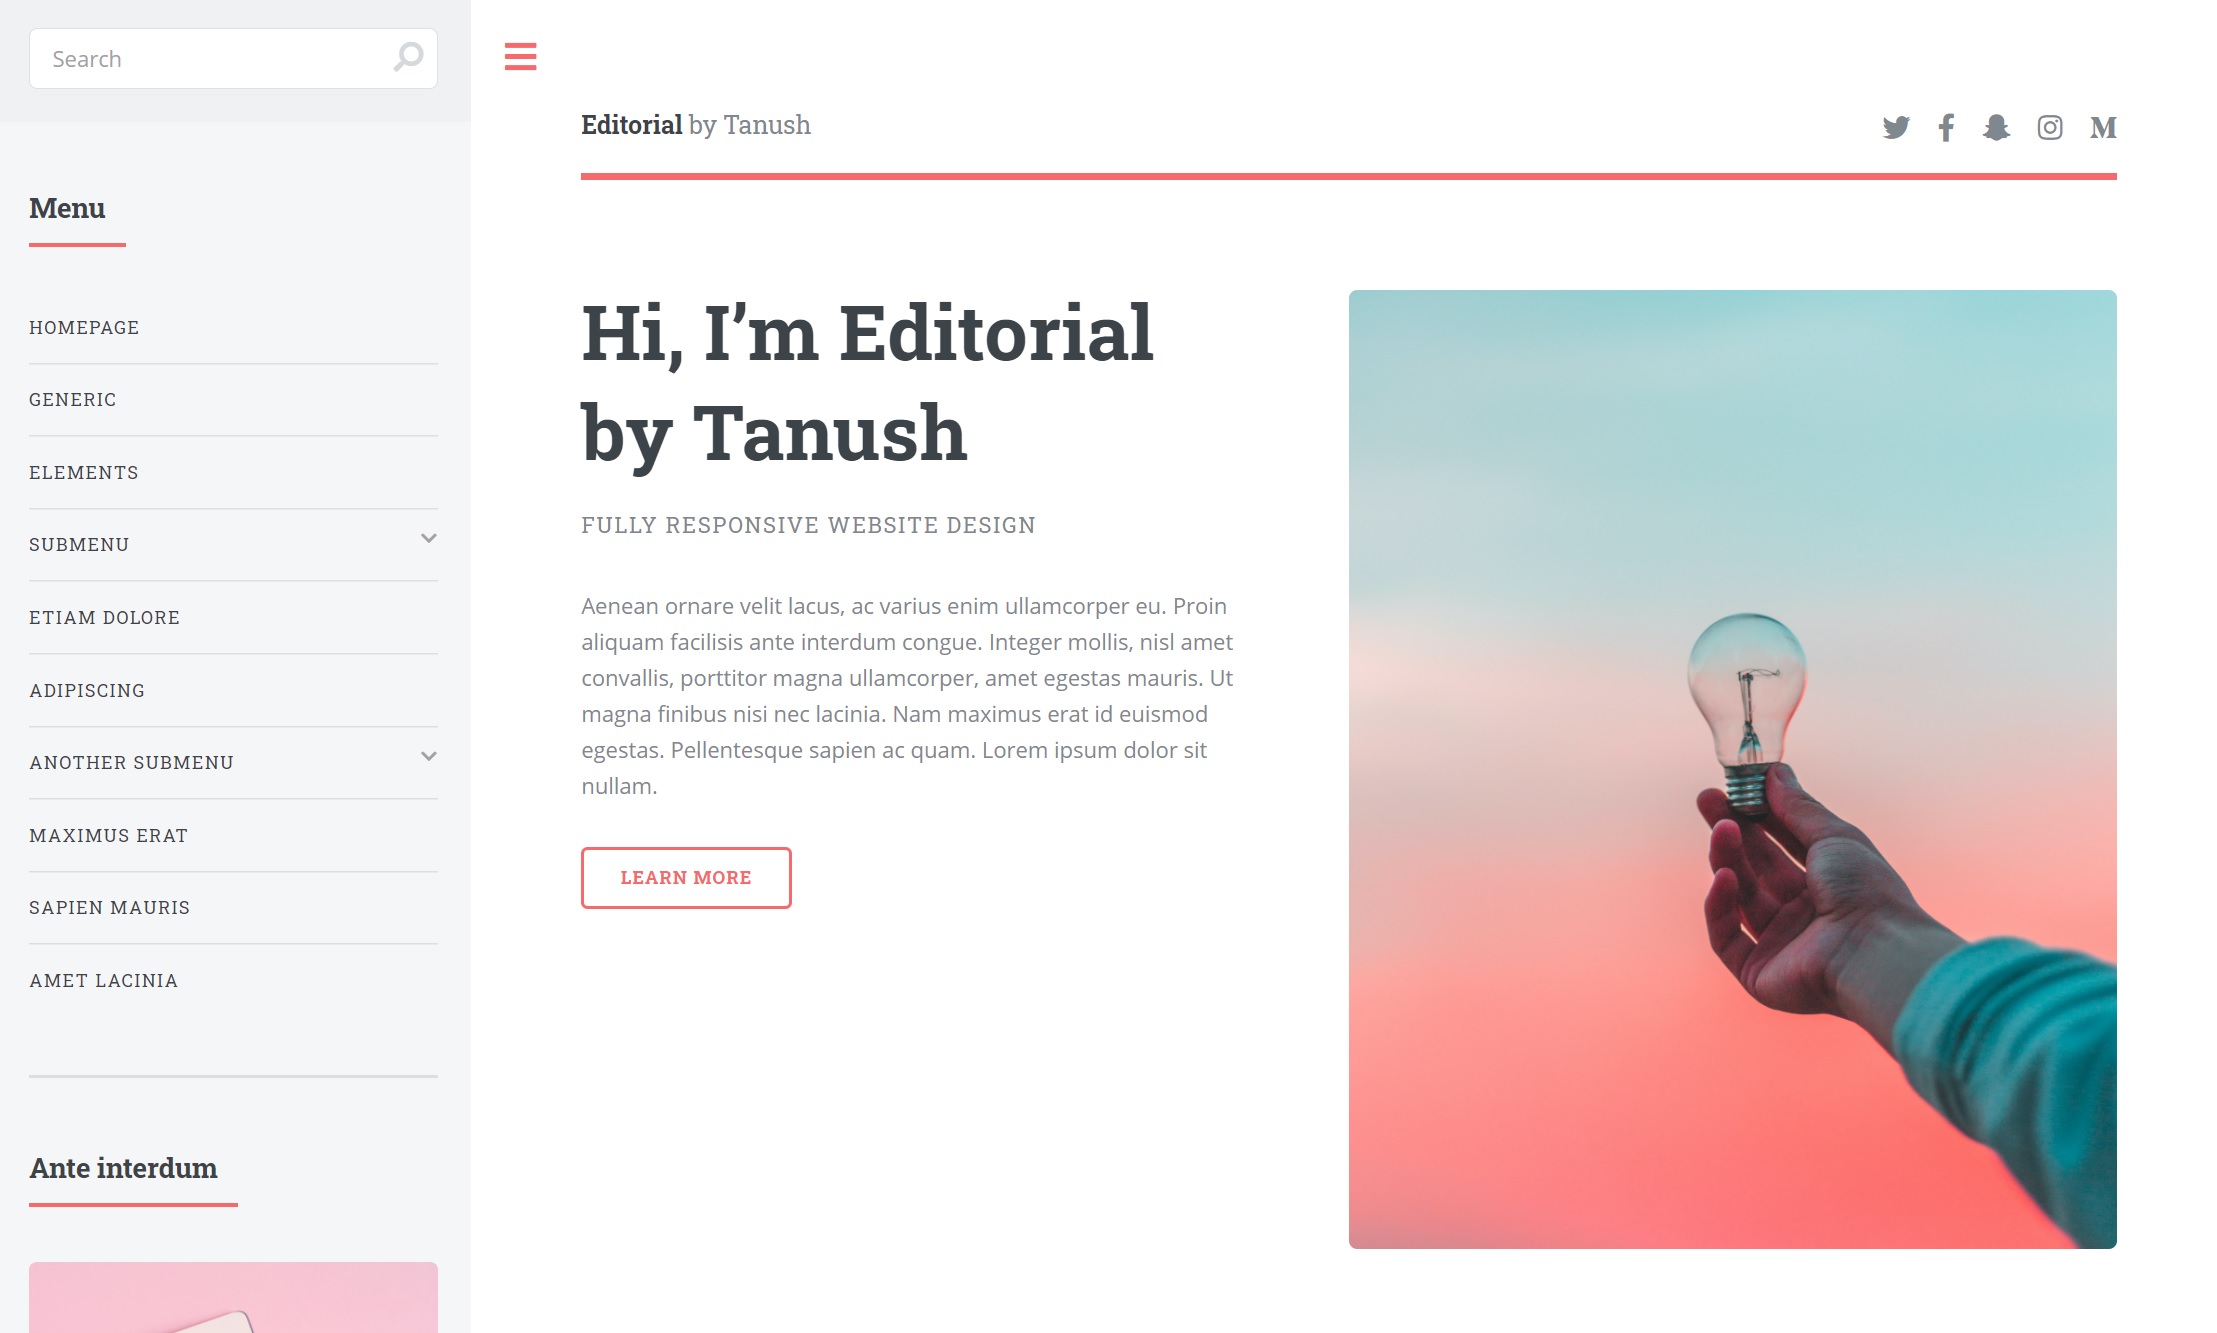 Search
Menu
HOMEPAGE
GENERIC
ELEMENTS
SUBMENU
ETIAM DOLORE
ADIPISCING
ANOTHER SUBMENU
MAXIMUS ERAT
SAPIEN MAURIS
AMET LACINIA
Ante interdum
Editorial by Tanush
Hi, I’m Editorial
by Tanush
FULLY RESPONSIVE WEBSITE DESIGN
Aenean ornare velit lacus, ac varius enim ullamcorper eu. Proin
aliquam facilisis ante interdum congue. Integer mollis, nisl amet
convallis, porttitor magna ullamcorper, amet egestas mauris. Ut
magna finibus nisi nec lacinia. Nam maximus erat id euismod
egestas. Pellentesque sapien ac quam. Lorem ipsum dolor sit
nullam.
LEARN MORE